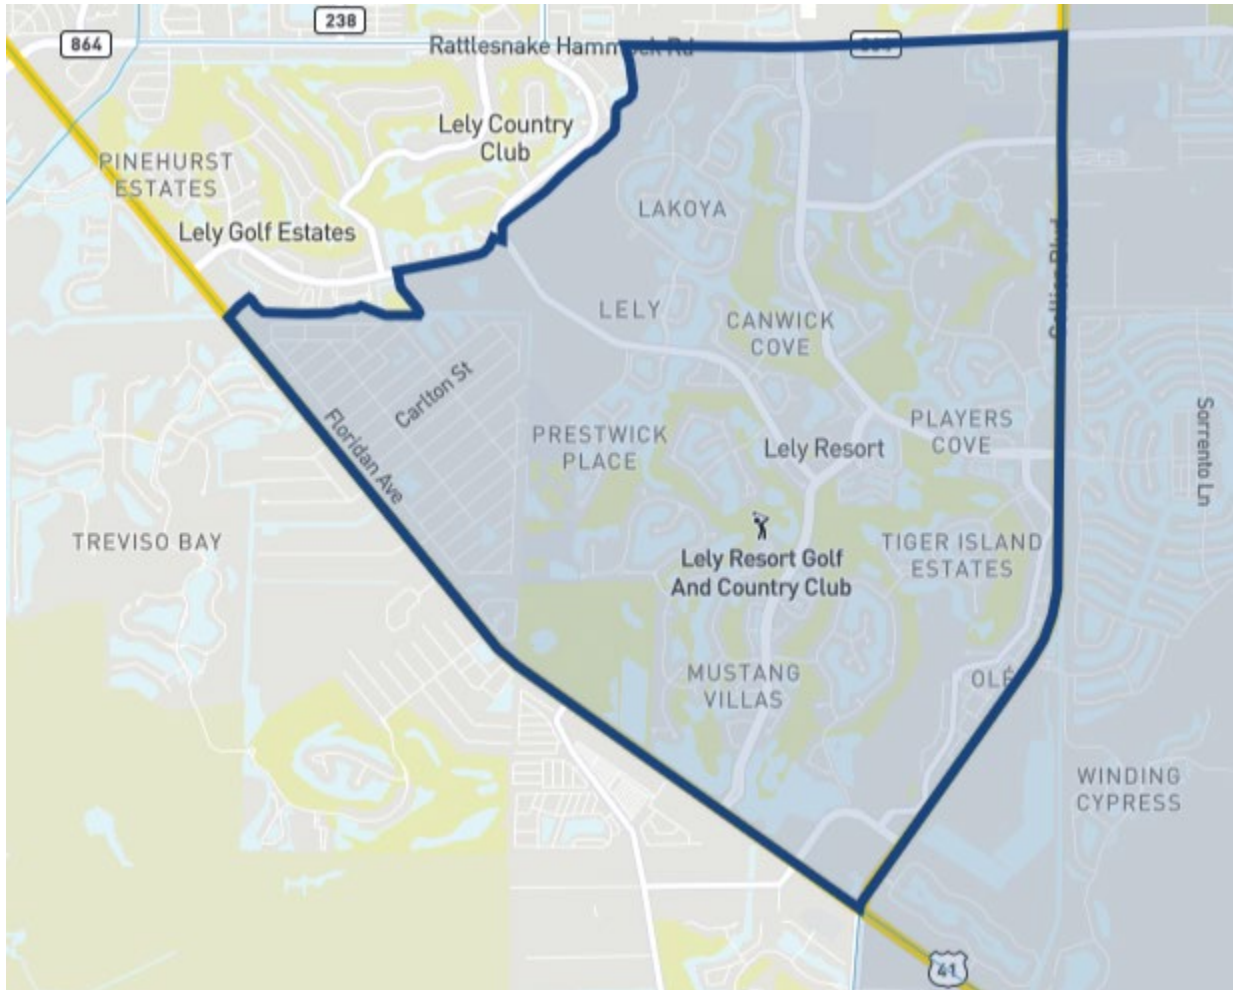 238
864
Rattlesnake Hammock Rd
Lely Country
Club
PINEHURST
ESTATES
LAKOYA
Lely Golf Estates
LELY
CANWICK
COVE
Carlton St
Floridan Ave
PRESTWICK
PLACE
Lely Resort
PLAYERS
COVE
Sorrento Ln
TREVISO BAY
Lely Resort Golf
And Country Club
TIGER ISLAND
ESTATES
MUSTANG
VILLAS
OLÉ
WINDING
CYPRESS
41